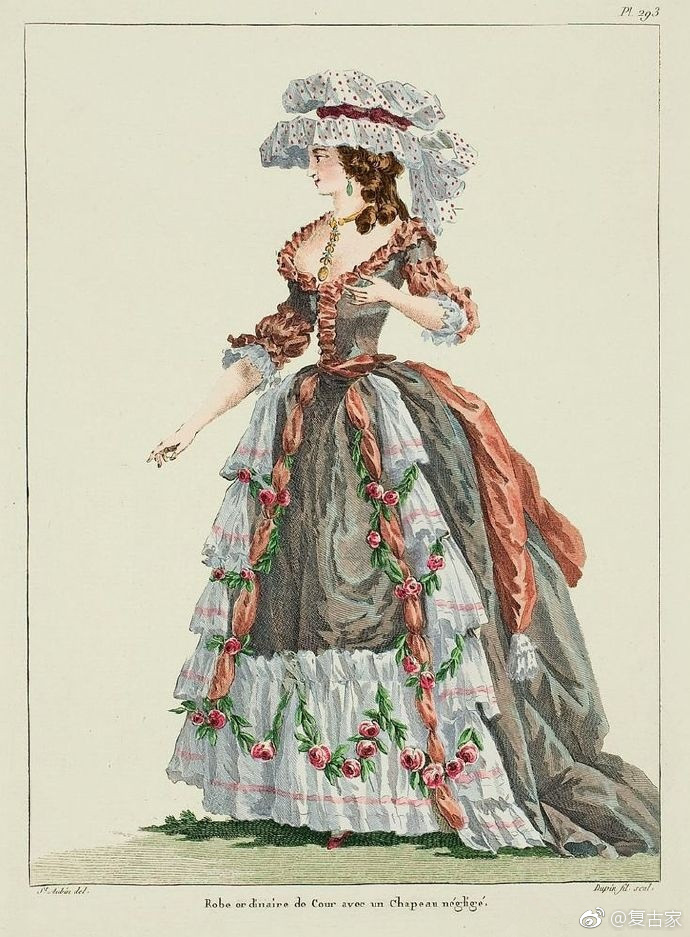 Pl. 293
St. Aubin del.
Dupin fil. sculp.
Robe ordinaire de Cour avec un Chapeau négligé.
@复古家